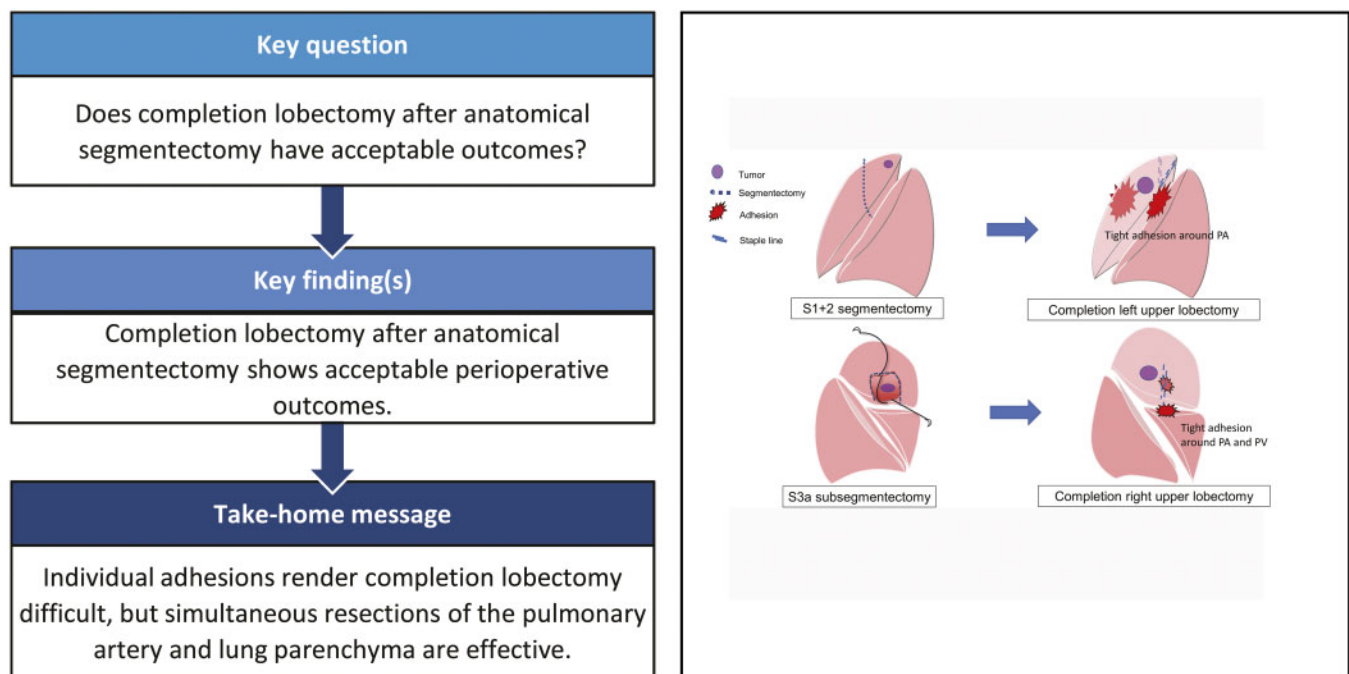 Key question
Does completion lobectomy after anatomical
segmentectomy have acceptable outcomes?
Key finding(s)
Completion lobectomy after anatomical
segmentectomy shows acceptable perioperative
outcomes.
Take-home message
Individual adhesions render completion lobectomy
difficult, but simultaneous resections of the pulmonary
artery and lung parenchyma are effective.
Tumor
Segmentectomy
Adhesion
Staple line
Tight adhesion around PA
S1+2 segmentectomy
Completion left upper lobectomy
Tight adhesion
around PA and PV
S3a subsegmentectomy
Completion right upper lobectomy